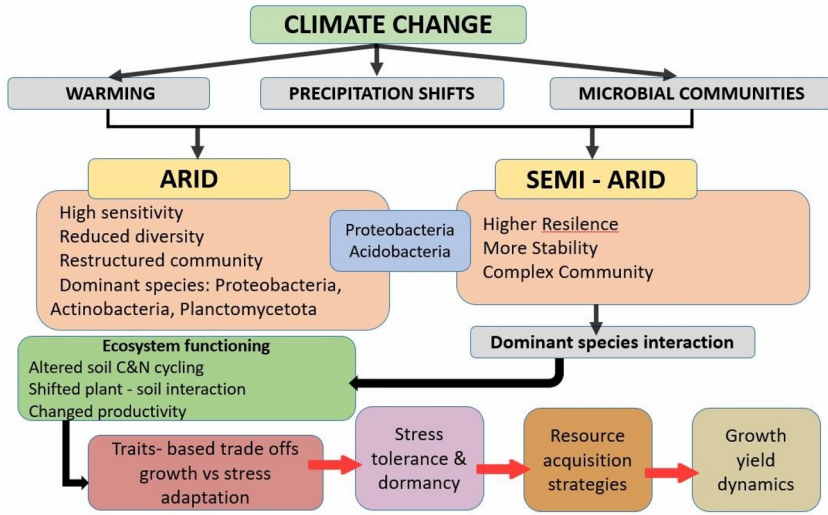 CLIMATE CHANGE
WARMING
PRECIPITATION SHIFTS
MICROBIAL COMMUNITIES
ARID
SEMI - ARID
High sensitivity
Reduced diversity
Restructured community
Dominant species: Proteobacteria,
Actinobacteria, Planctomycetota
Proteobacteria
Acidobacteria
Higher Resilence
More Stability
Complex Community
Dominant species interaction
Ecosystem functioning
Altered soil C&N cycling
Shifted plant - soil interaction
Changed productivity
Traits- based trade offs
growth vs stress
adaptation
Stress
tolerance &
dormancy
Resource
acquisition
strategies
Growth
yield
dynamics